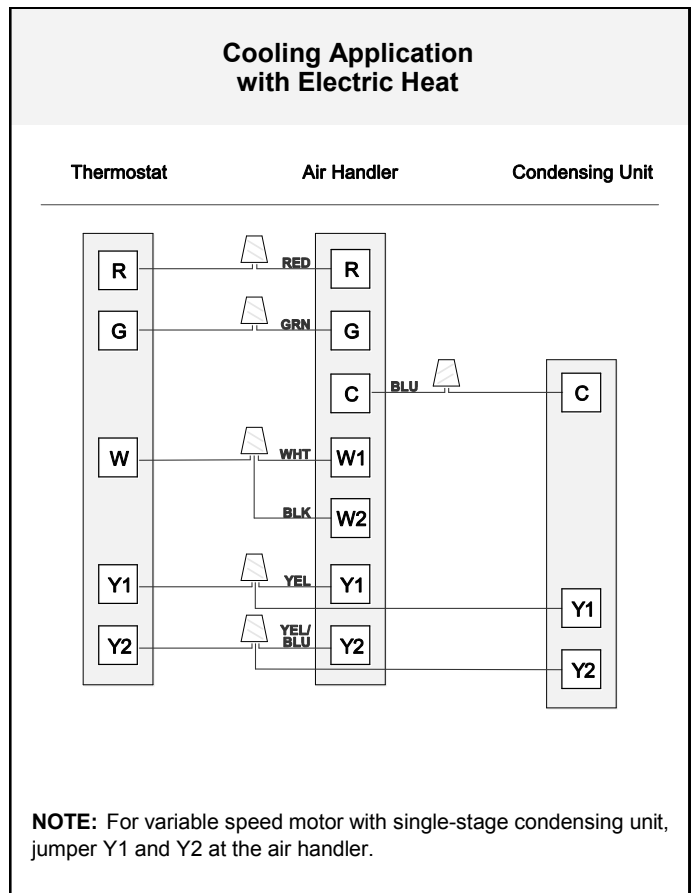 Cooling Application
with Electric Heat
Thermostat Air Handler Condensing Unit
R RED R
G GRN G
C BLU C
W WHT W1
BLK W2
Y1 YEL Y1
Y1
YEL/
Y2 BLU Y2
Y2
NOTE: For variable speed motor with single-stage condensing unit,
jumper Y1 and Y2 at the air handler.